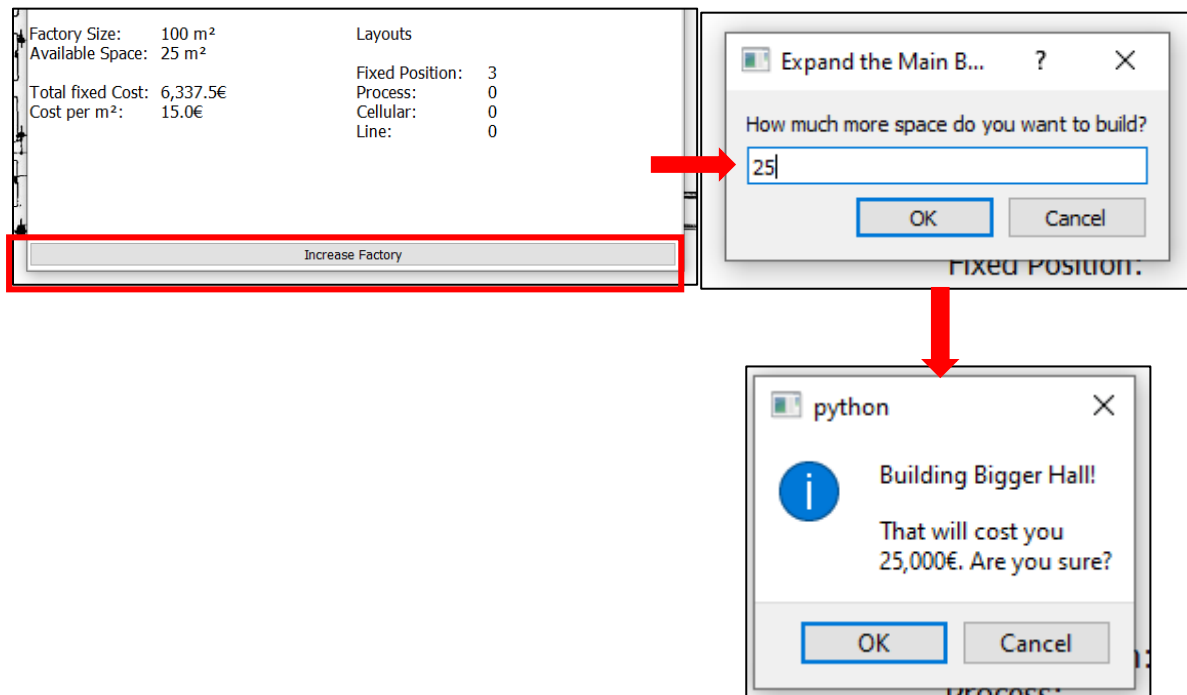 Factory Size: 100 m² Layouts
Available Space: 25 m²
Fixed Position: 3
Total fixed Cost: 6,337.5€ Process: 0
Cost per m²: 15.0€ Cellular: 0
Line: 0
Increase Factory
Expand the Main B... ? ×
How much more space do you want to build?
25
OK Cancel
Fixed Position:
python ×
i
Building Bigger Hall!
That will cost you
25,000€. Are you sure?
OK Cancel
Process: